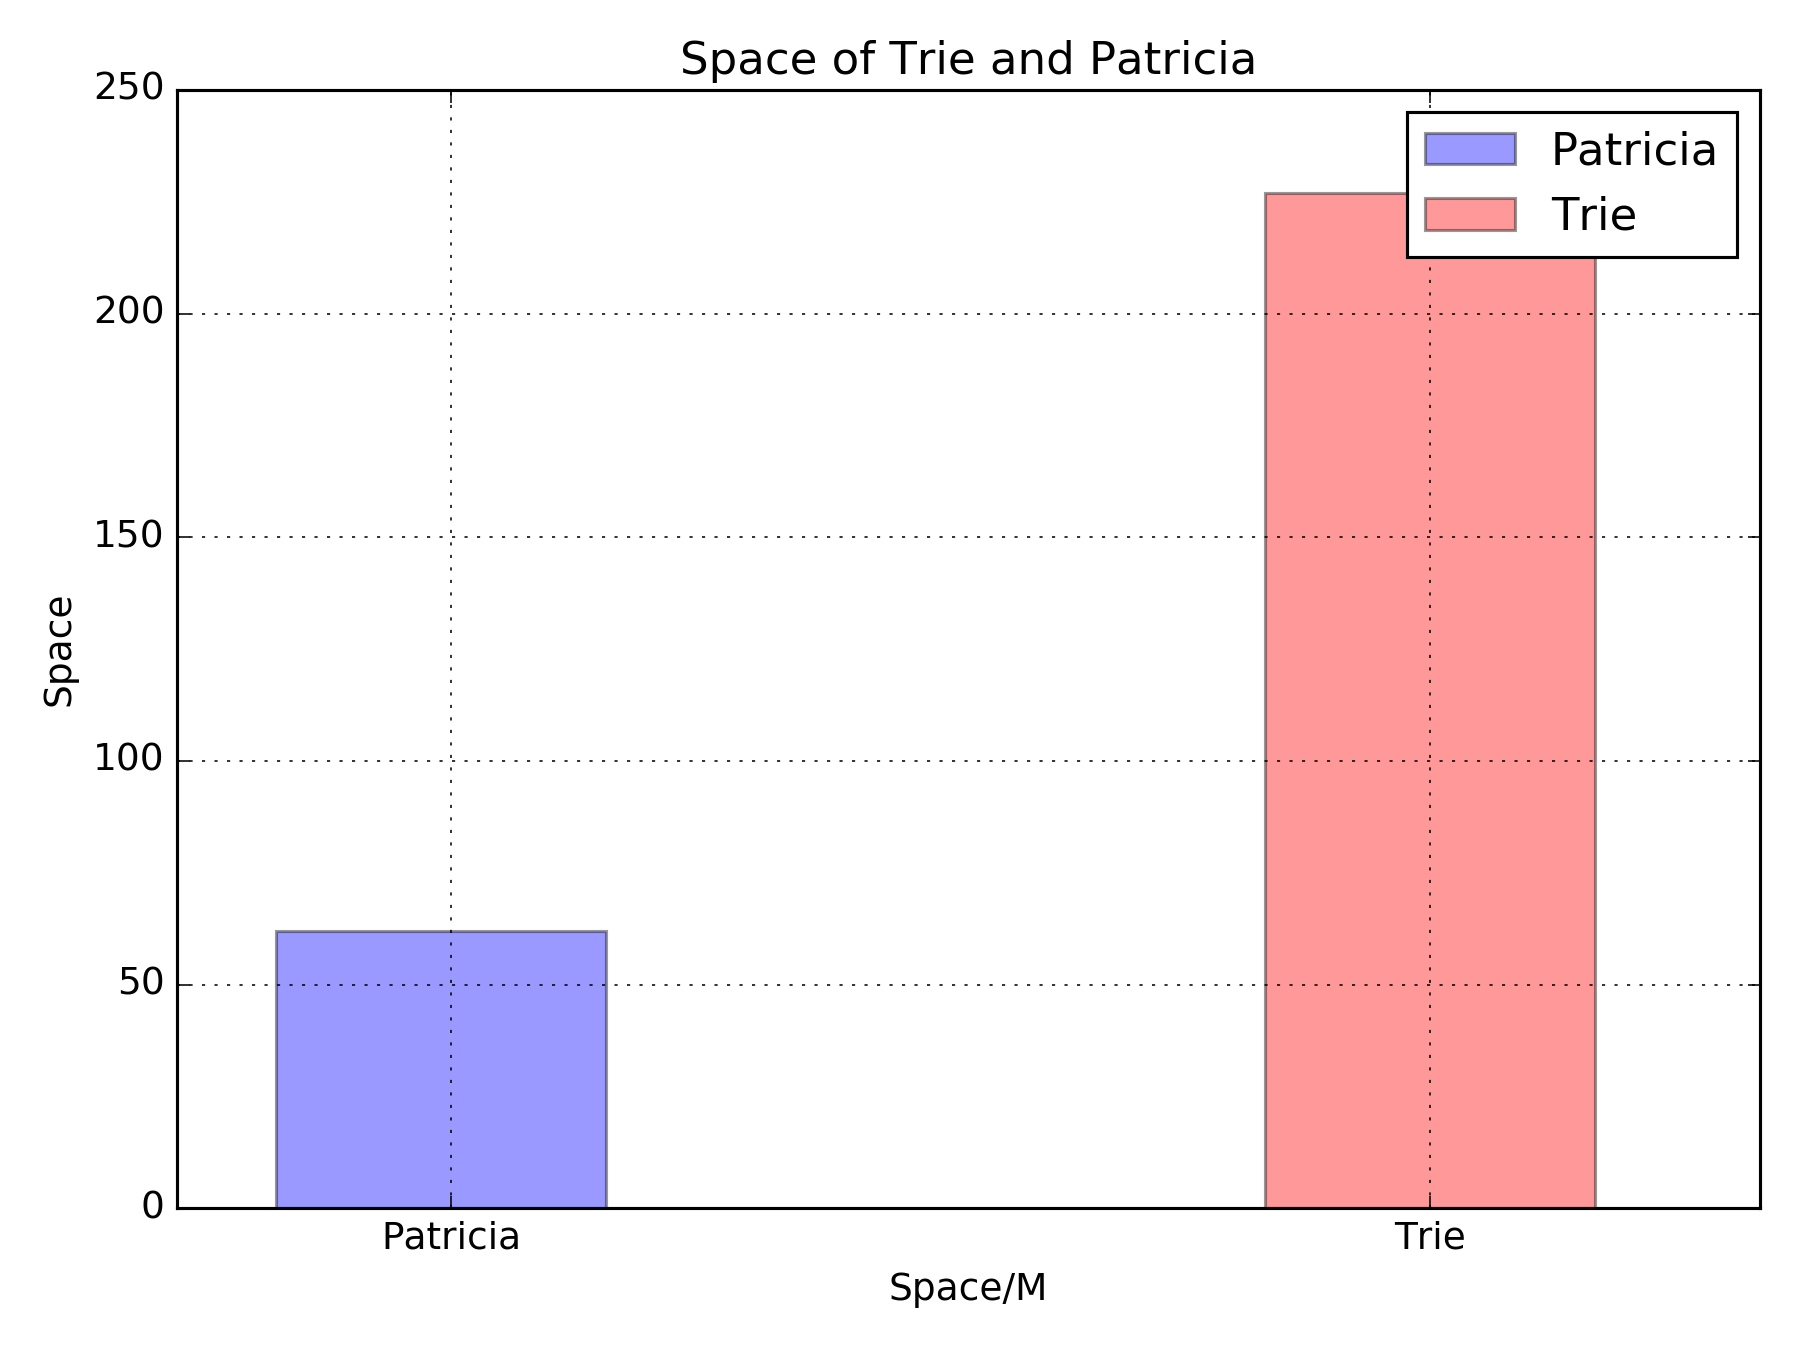 Space of Trie and Patricia
250
200
150
100
50
0
Space
Patricia
Trie
Patricia
Trie
Space/M